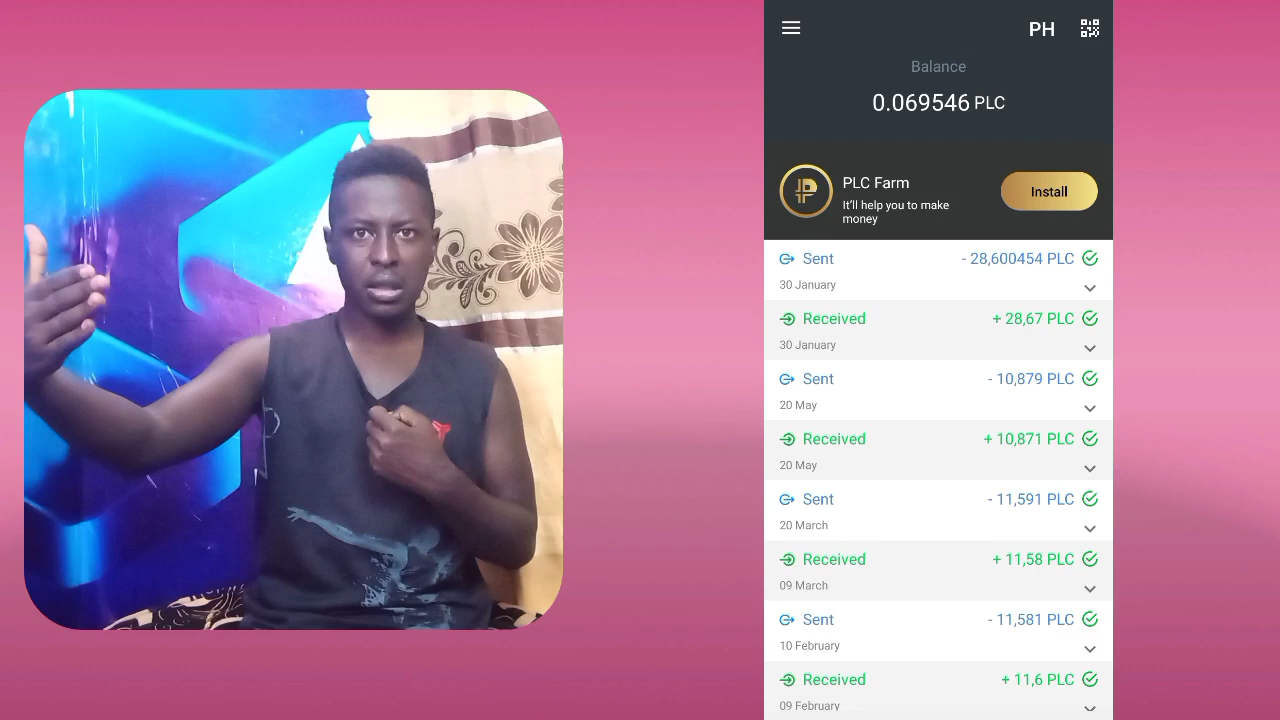 PH
Balance
0.069546 PLC
PLC Farm
It'll help you to make
money
Install
Sent - 28,600454 PLC
30 January
Received + 28,67 PLC
30 January
Sent - 10,879 PLC
20 May
Received + 10,871 PLC
20 May
Sent - 11,591 PLC
20 March
Received + 11,58 PLC
09 March
Sent - 11,581 PLC
10 February
Received + 11,6 PLC
09 February